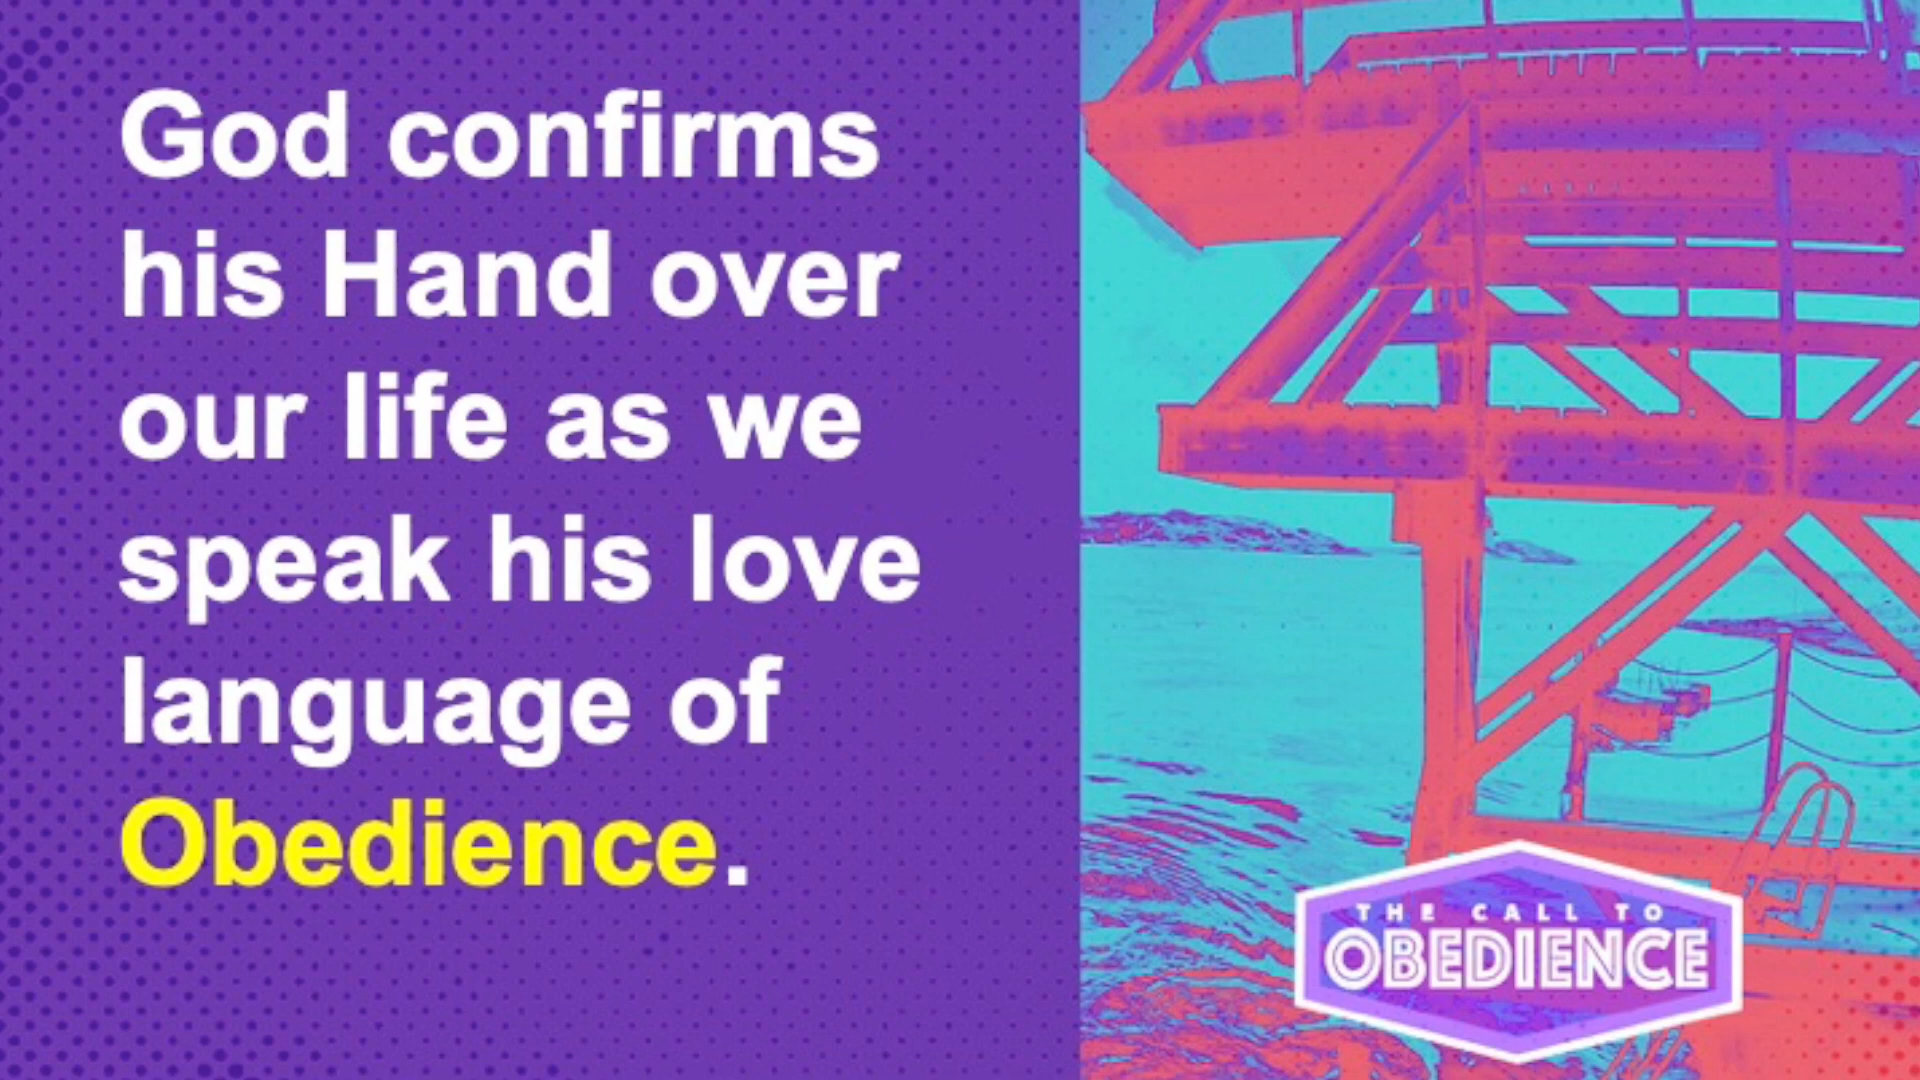 God confirms
his Hand over
our life as we
speak his love
language of
Obedience.
THE CALL TO
OBEDIENCE